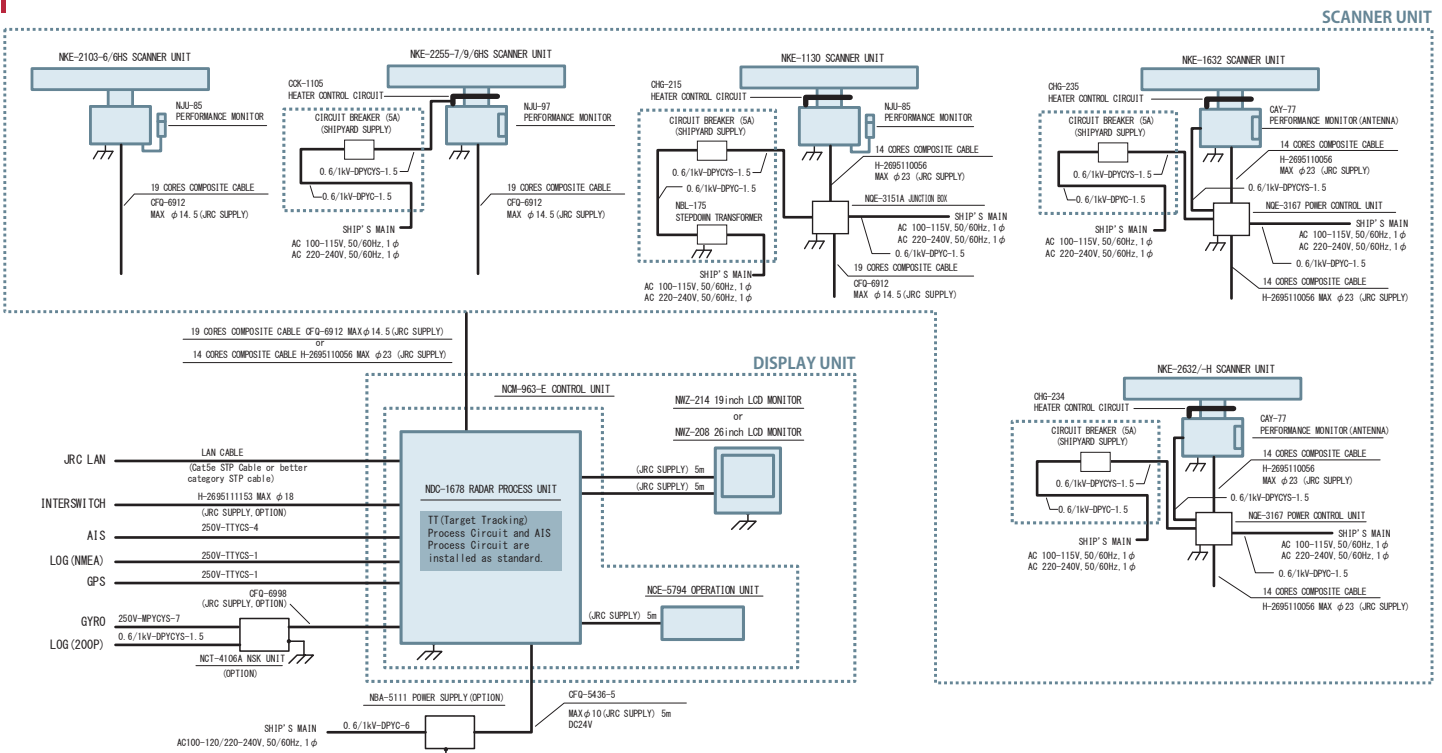 SCANNER UNIT
NKE-2103-6/6HS SCANNER UNIT
NJU-85
PERFORMANCE MONITOR
19 CORES COMPOSITE CABLE
CFQ-6912
MAX φ14.5(JRC SUPPLY)
NKE-2255-7/9/6HS SCANNER UNIT
CCK-1105
HEATER CONTROL CIRCUIT
CIRCUIT BREAKER (5A)
(SHIPYARD SUPPLY)
0.6/1kV-DPYCYS-1.5
0.6/1kV-DPYC-1.5
SHIP'S MAIN
AC 100-115V, 50/60Hz, 1φ
AC 220-240V, 50/60Hz, 1φ
NJU-97
PERFORMANCE MONITOR
19 CORES COMPOSITE CABLE
CFQ-6912
MAX φ14.5(JRC SUPPLY)
NKE-1130 SCANNER UNIT
CHG-215
HEATER CONTROL CIRCUIT
CIRCUIT BREAKER (5A)
(SHIPYARD SUPPLY)
0.6/1kV-DPYCYS-1.5
0.6/1kV-DPYC-1.5
NBL-175
STEPDOWN TRANSFORMER
SHIP'S MAIN
AC 100-115V, 50/60Hz, 1φ
AC 220-240V, 50/60Hz, 1φ
NJU-85
PERFORMANCE MONITOR
14 CORES COMPOSITE CABLE
H-2695110056
MAX φ23 (JRC SUPPLY)
NQE-3151A JUNCTION BOX
SHIP'S MAIN
AC 100-115V, 50/60Hz, 1φ
AC 220-240V, 50/60Hz, 1φ
0.6/1kV-DPYC-1.5
19 CORES COMPOSITE CABLE
CFQ-6912
MAX φ14.5(JRC SUPPLY)
NKE-1632 SCANNER UNIT
CHG-235
HEATER CONTROL CIRCUIT
CIRCUIT BREAKER (5A)
(SHIPYARD SUPPLY)
0.6/1kV-DPYCYS-1.5
0.6/1kV-DPYC-1.5
SHIP'S MAIN
AC 100-115V, 50/60Hz, 1φ
AC 220-240V, 50/60Hz, 1φ
CAY-77
PERFORMANCE MONITOR(ANTENNA)
14 CORES COMPOSITE CABLE
H-2695110056
MAX φ23 (JRC SUPPLY)
0.6/1kV-DPYCYS-1.5
NQE-3167 POWER CONTROL UNIT
SHIP'S MAIN
AC 100-115V, 50/60Hz, 1φ
AC 220-240V, 50/60Hz, 1φ
0.6/1kV-DPYC-1.5
14 CORES COMPOSITE CABLE
H-2695110056 MAX φ23 (JRC SUPPLY)
19 CORES COMPOSITE CABLE CFQ-6912 MAXφ14.5(JRC SUPPLY)
or
14 CORES COMPOSITE CABLE H-2695110056 MAX φ23 (JRC SUPPLY)
NKE-2632/-H SCANNER UNIT
CHG-234
HEATER CONTROL CIRCUIT
CIRCUIT BREAKER (5A)
(SHIPYARD SUPPLY)
0.6/1kV-DPYCYS-1.5
0.6/1kV-DPYC-1.5
SHIP'S MAIN
AC 100-115V, 50/60Hz, 1φ
AC 220-240V, 50/60Hz, 1φ
CAY-77
PERFORMANCE MONITOR(ANTENNA)
14 CORES COMPOSITE CABLE
H-2695110056
MAX φ23 (JRC SUPPLY)
0.6/1kV-DPYCYS-1.5
NQE-3167 POWER CONTROL UNIT
SHIP'S MAIN
AC 100-115V, 50/60Hz, 1φ
AC 220-240V, 50/60Hz, 1φ
0.6/1kV-DPYC-1.5
14 CORES COMPOSITE CABLE
H-2695110056 MAX φ23 (JRC SUPPLY)
DISPLAY UNIT
NCM-963-E CONTROL UNIT
NWZ-214 19inch LCD MONITOR
or
NWZ-208 26inch LCD MONITOR
(JRC SUPPLY) 5m
(JRC SUPPLY) 5m
NDC-1678 RADAR PROCESS UNIT
TT(Target Tracking)
Process Circuit and AIS
Process Circuit are
installed as standard.
NCE-5794 OPERATION UNIT
(JRC SUPPLY) 5m
JRC LAN
LAN CABLE
(Cat5e STP Cable or better
category STP cable)
INTERSWITCH
H-2695111153 MAX φ18
(JRC SUPPLY, OPTION)
AIS
250V-TTYCS-4
LOG(NMEA)
250V-TTYCS-1
GPS
250V-TTYCS-1
CFQ-6998
(JRC SUPPLY, OPTION)
GYRO
250V-MPYCYS-7
LOG(200P)
0.6/1kV-DPYCYS-1.5
NCT-4106A NSK UNIT
(OPTION)
NBA-5111 POWER SUPPLY(OPTION)
CFQ-5436-5
MAXφ10(JRC SUPPLY) 5m
DC24V
SHIP'S MAIN
0.6/1kV-DPYC-6
AC100-120/220-240V, 50/60Hz, 1φ